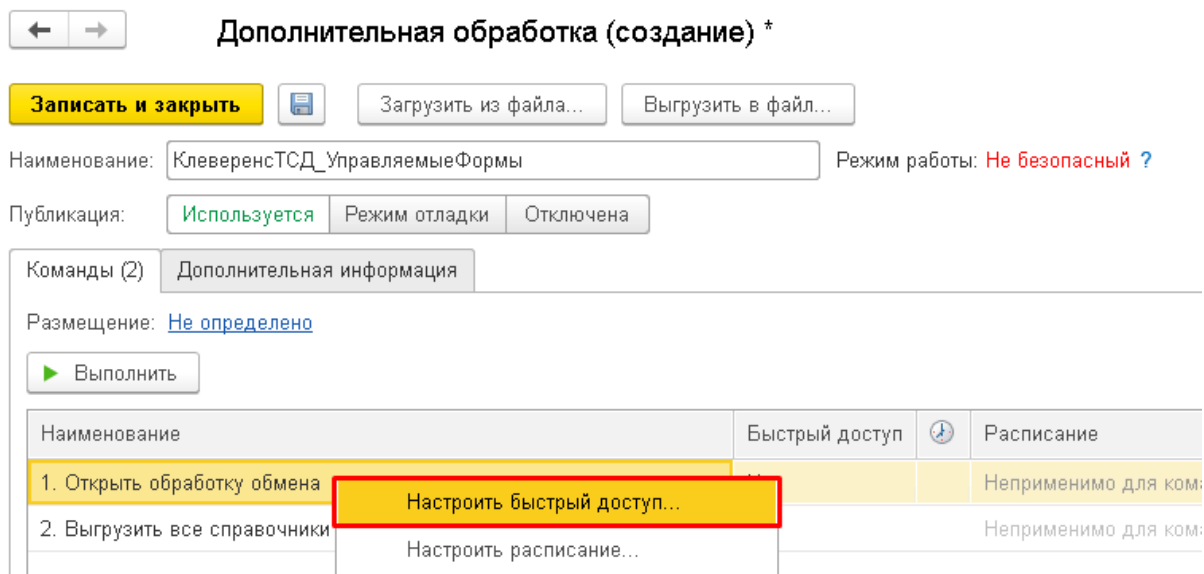 Дополнительная обработка (создание) *
Записать и закрыть Загрузить из файла... Выгрузить в файл...
Наименование: КлеверенсТСД_УправляемыеФормы Режим работы: Не безопасный ?
Публикация: Используется Режим отладки Отключена
Команды (2) Дополнительная информация
Размещение: Не определено
Выполнить
Наименование Быстрый доступ Расписание
1. Открыть обработку обмена Неприменимо для кома
Настроить быстрый доступ...
2. Выгрузить все справочники Неприменимо для кома
Настроить расписание...